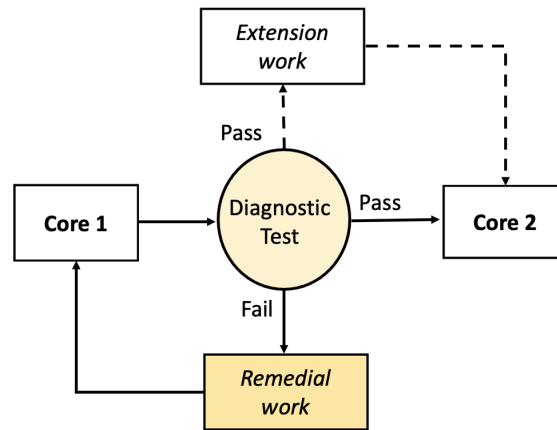 Extension
work
Pass
Core 1
Diagnostic
Test
Pass
Core 2
Fail
Remedial
work